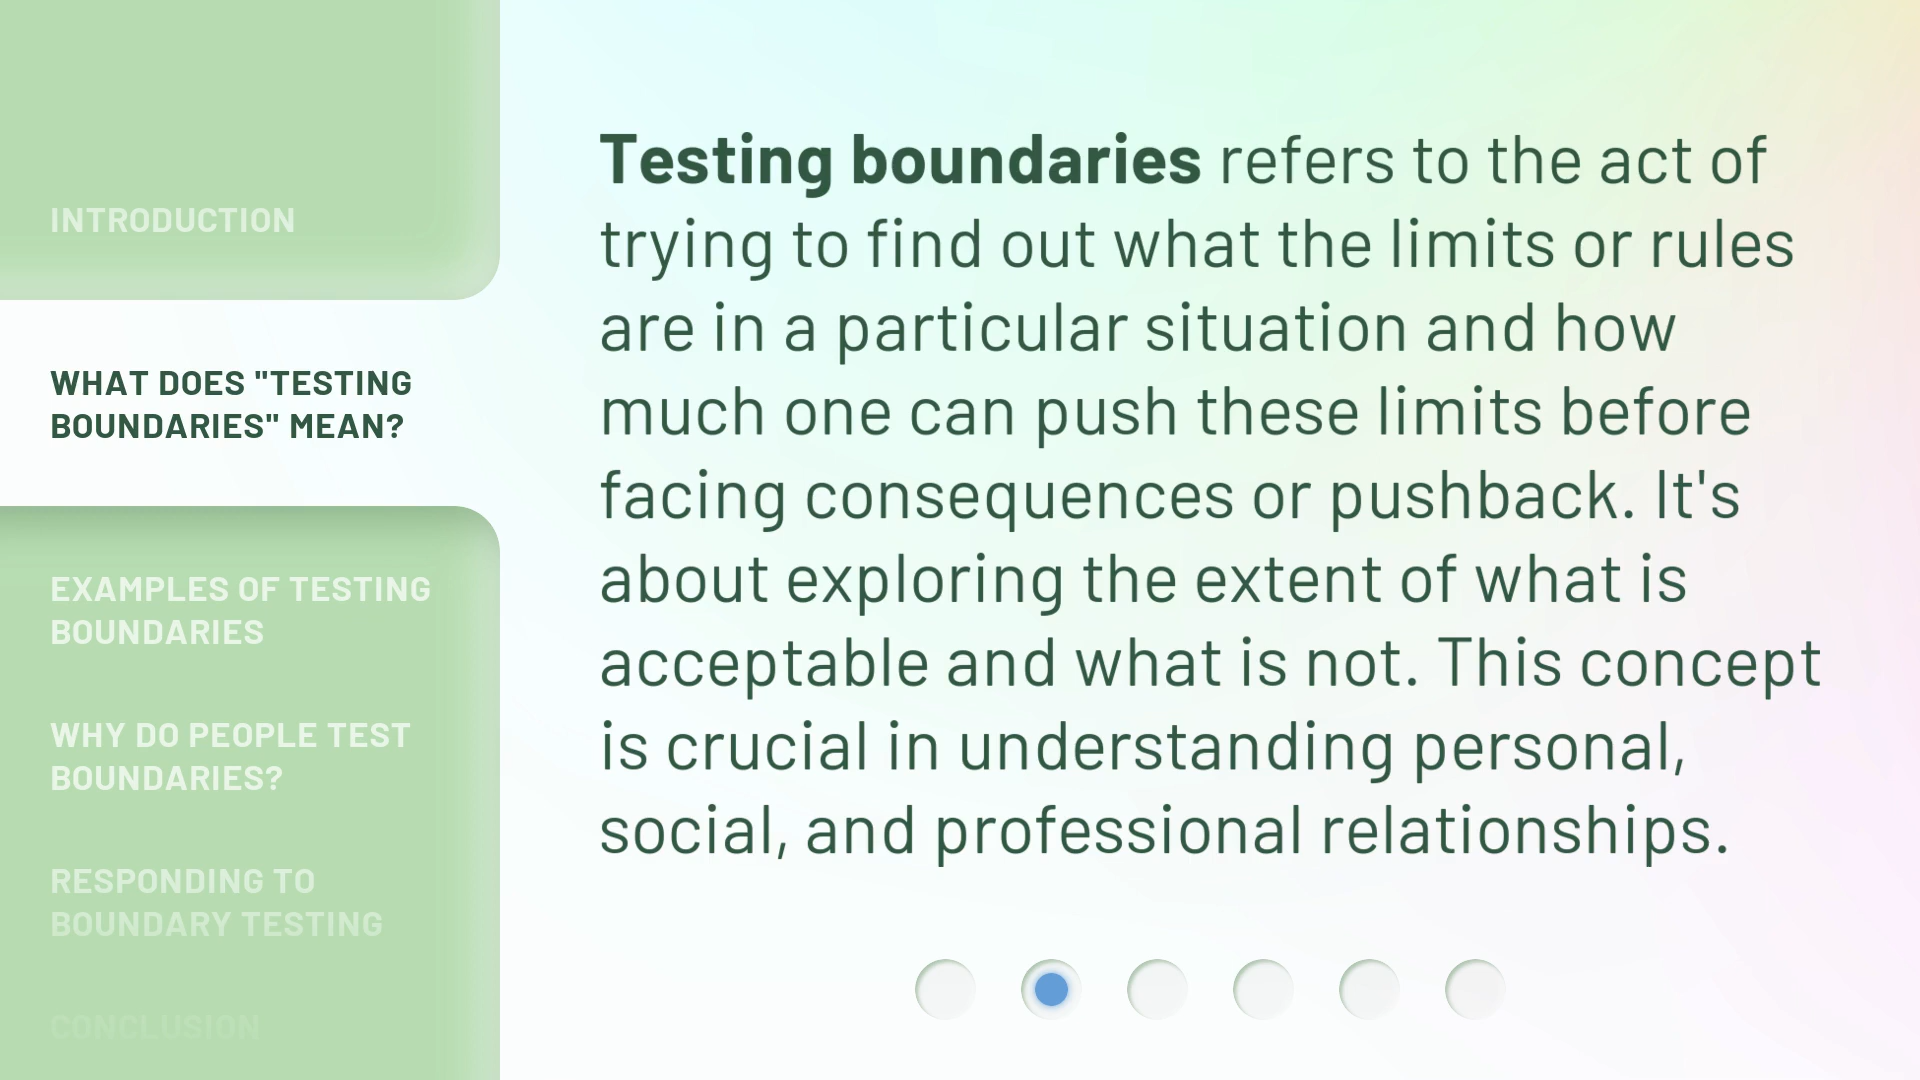 INTRODUCTION
WHAT DOES "TESTING
BOUNDARIES" MEAN?
EXAMPLES OF TESTING
BOUNDARIES
WHY DO PEOPLE TEST
BOUNDARIES?
RESPONDING TO
BOUNDARY TESTING
CONCLUSION
Testing boundaries refers to the act of
trying to find out what the limits or rules
are in a particular situation and how
much one can push these limits before
facing consequences or pushback. It's
about exploring the extent of what is
acceptable and what is not. This concept
is crucial in understanding personal,
social, and professional relationships.